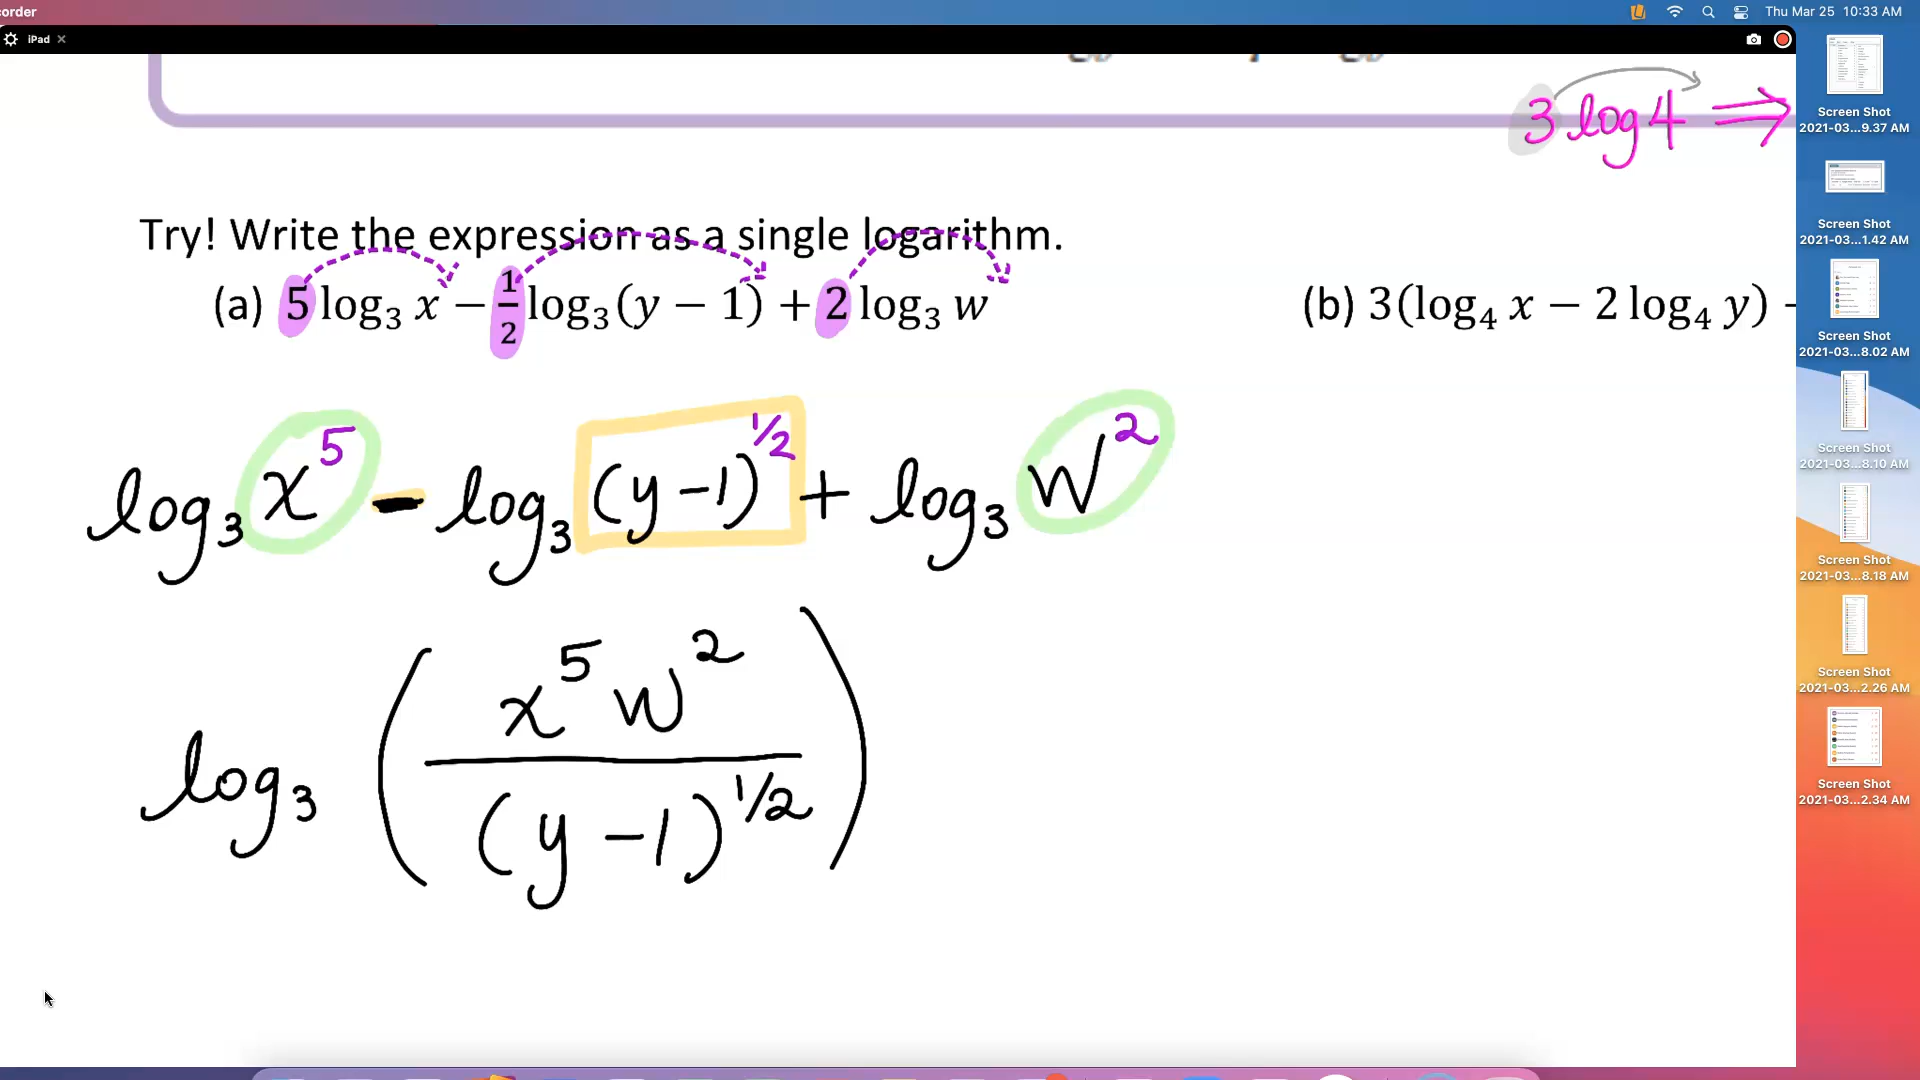 corder
Thu Mar 25 10:33 AM
iPad
3 log 4 ⇒
Try! Write the expression as a single logarithm.
(a) 5 log₃ x − 1/2 log₃(y − 1) + 2 log₃ w
(b) 3(log₄ x − 2 log₄ y) −
log₃ x⁵ − log₃ (y −1)^1/2 + log₃ w²
log₃ ( x⁵ w² / (y −1)^1/2 )
Screen Shot
2021-03...9.37 AM
Screen Shot
2021-03...1.42 AM
Screen Shot
2021-03...8.02 AM
Screen Shot
2021-03...8.10 AM
Screen Shot
2021-03...8.18 AM
Screen Shot
2021-03...2.26 AM
Screen Shot
2021-03...2.34 AM